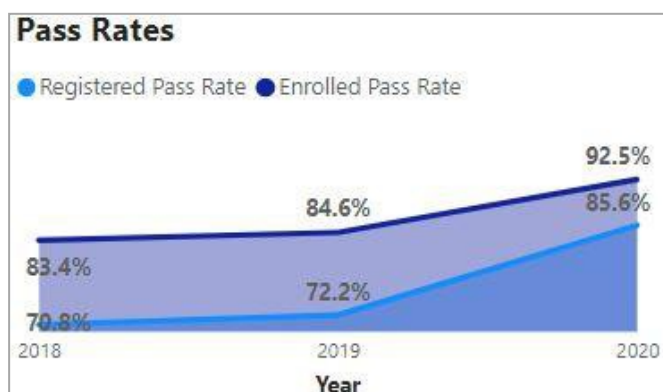 Pass Rates
Registered Pass Rate Enrolled Pass Rate
92.5%
84.6%
85.6%
83.4%
72.2%
70.8%
2018 2019 2020
Year